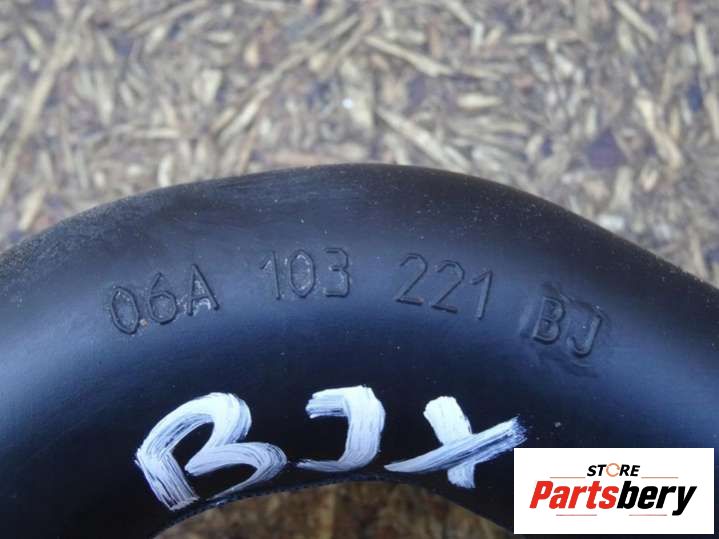 06A 103 221 BJ
BJX
STORE
Partsbery